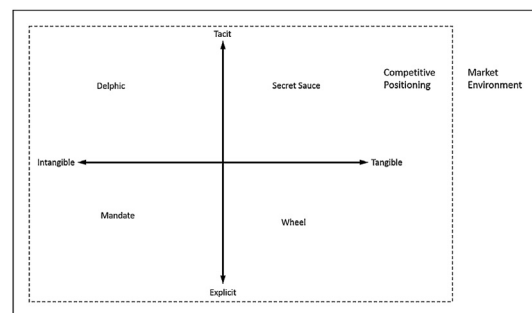 Tacit
Delphic
Secret Sauce
Competitive
Positioning
Market
Environment
Intangible
Tangible
Mandate
Wheel
Explicit